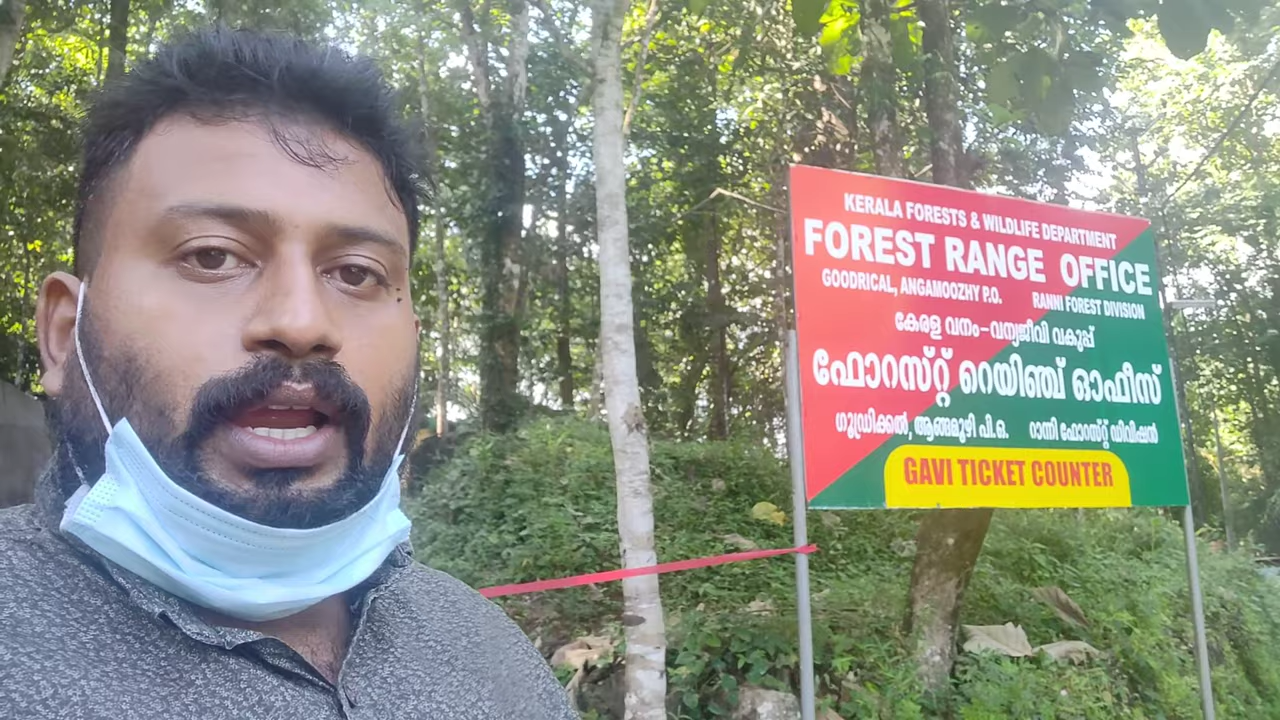 KERALA FORESTS & WILDLIFE DEPARTMENT
FOREST RANGE OFFICE
GOODRICAL, ANGAMOOZHY P.O. RANNI FOREST DIVISION
കേരള വനം-വന്യജീവി വകുപ്പ്
ഫോറസ്റ്റ് റെയിഞ്ച് ഓഫീസ്
ഗൂഡ്രിക്കൽ, ആങ്ങമൂഴി പി.ഒ. റാന്നി ഫോറസ്റ്റ് ഡിവിഷൻ
GAVI TICKET COUNTER